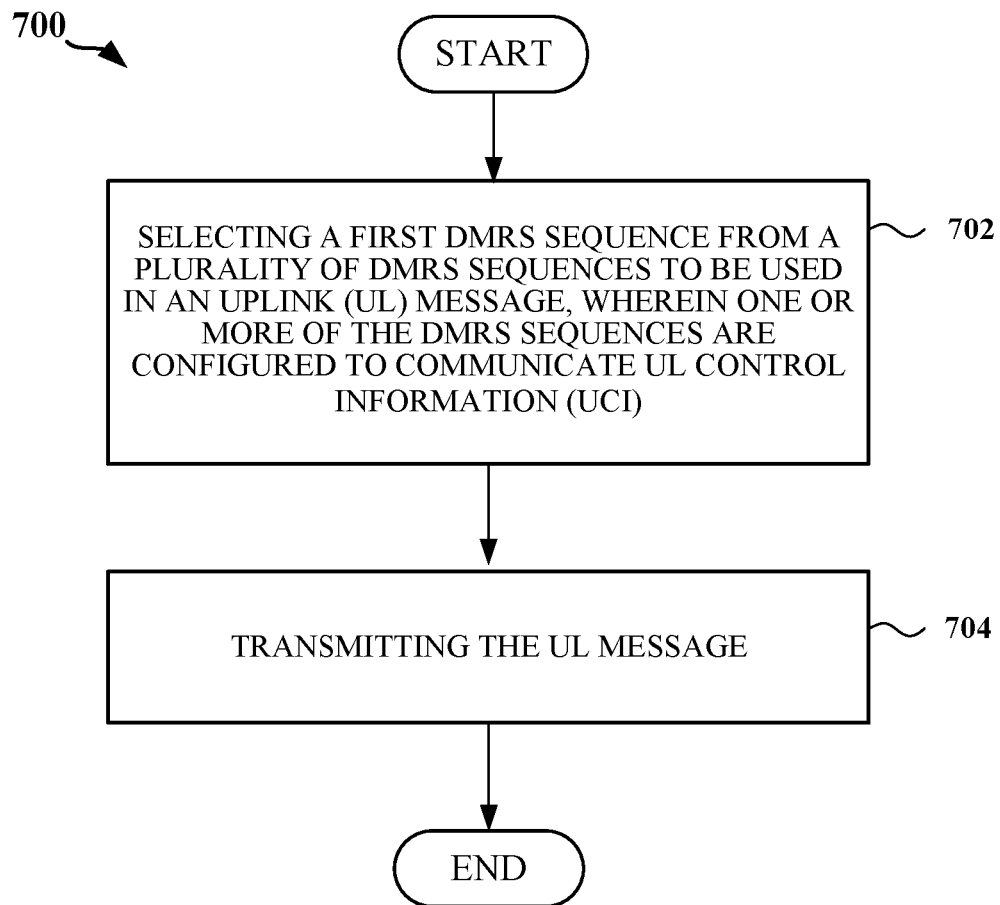 700
START
SELECTING A FIRST DMRS SEQUENCE FROM A
PLURALITY OF DMRS SEQUENCES TO BE USED
IN AN UPLINK (UL) MESSAGE, WHEREIN ONE OR
MORE OF THE DMRS SEQUENCES ARE
CONFIGURED TO COMMUNICATE UL CONTROL
INFORMATION (UCI)
702
TRANSMITTING THE UL MESSAGE
704
END